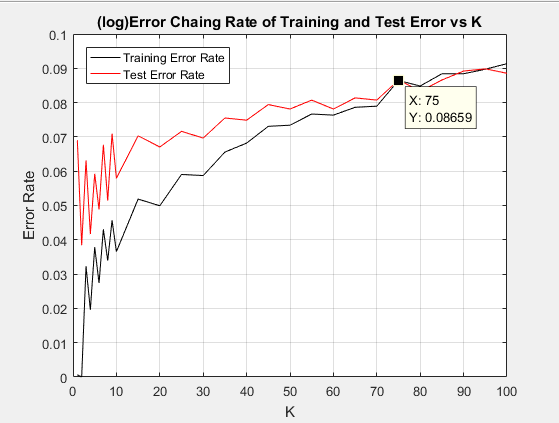 (log)Error Chaing Rate of Training and Test Error vs K
0.1
0.09
0.08
0.07
0.06
0.05
0.04
0.03
0.02
0.01
0
Training Error Rate
Test Error Rate
X: 75
Y: 0.08659
Error Rate
0 10 20 30 40 50 60 70 80 90 100
K